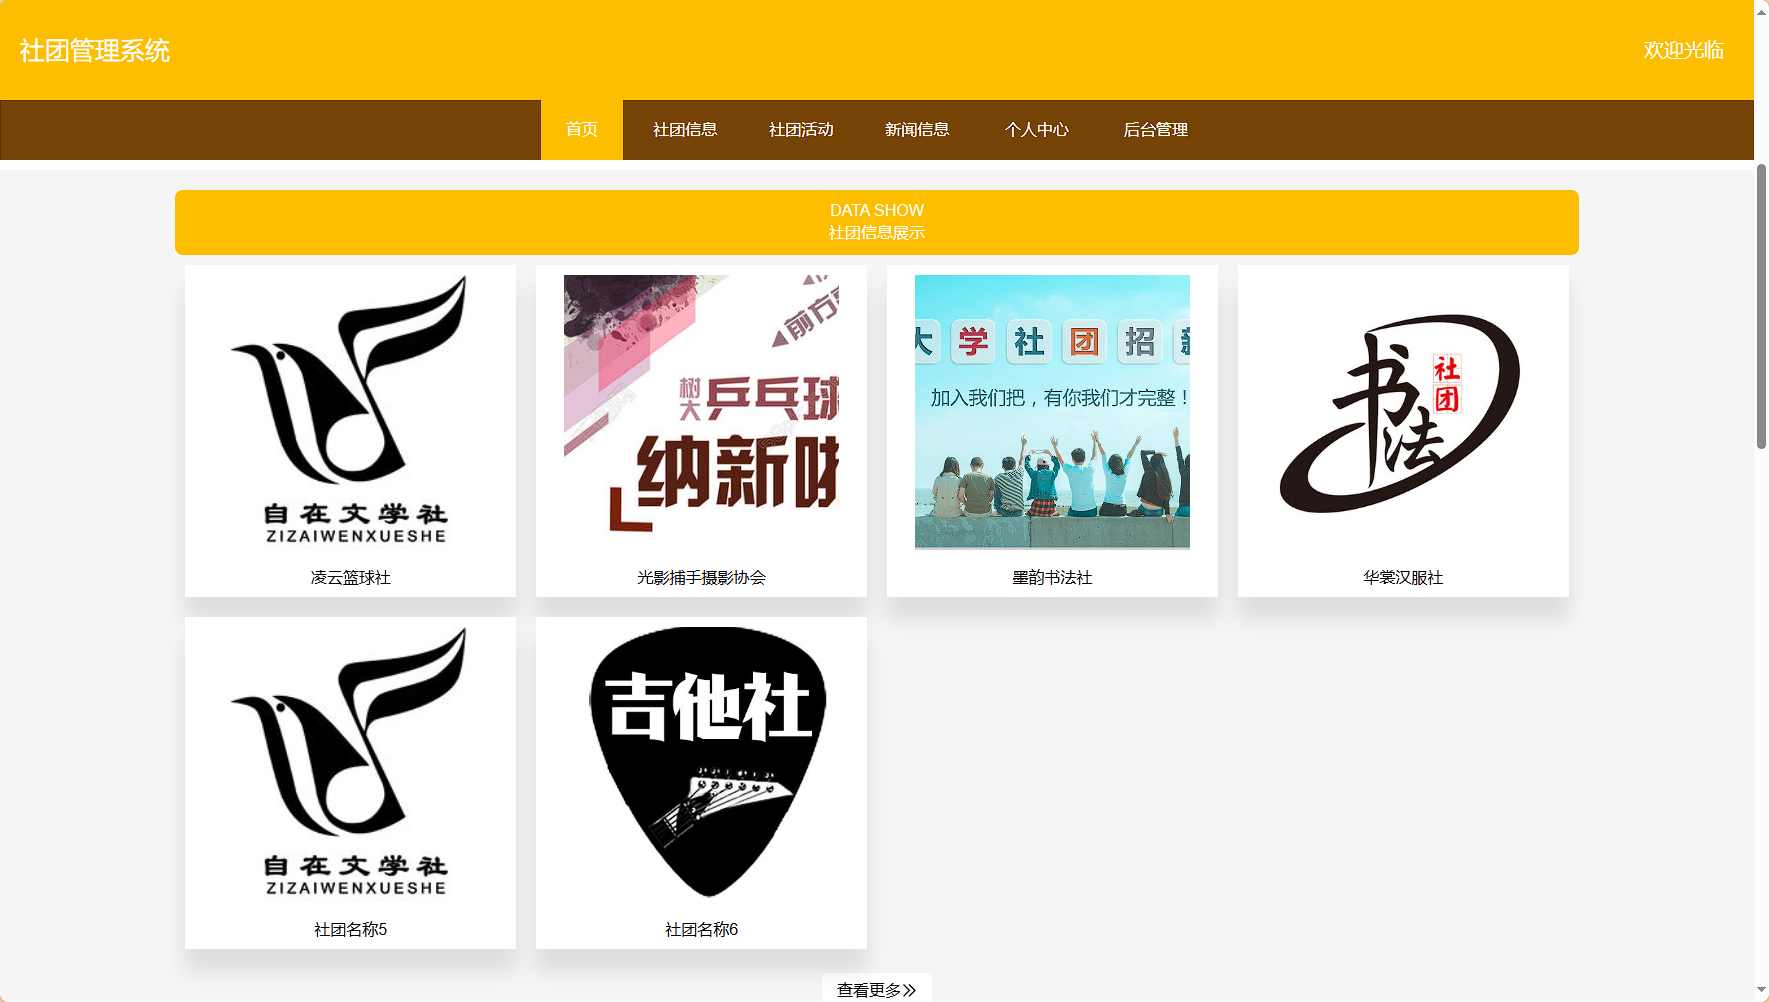 社团管理系统
欢迎光临
首页
社团信息
社团活动
新闻信息
个人中心
后台管理
DATA SHOW
社团信息展示
自在文学社
ZIZAIWENXUESHE
凌云篮球社
前方
树大
乒乓球
纳新
光影捕手摄影协会
大学社团招新
加入我们把，有你我们才完整！
墨韵书法社
书法
社团
华裳汉服社
自在文学社
ZIZAIWENXUESHE
社团名称5
吉他社
社团名称6
查看更多